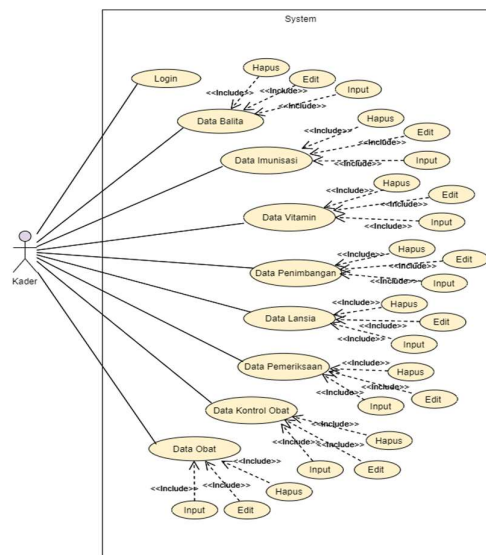 System
Hapus
Login
Edit
<<Include>>
<<Include>>
Input
<<Include>>
Data Balita
Hapus
<<Include>>
Edit
<<Include>>
Data Imunisasi
<<Include>>
Input
Hapus
<<Include>>
Edit
<<Include>>
Data Vitamin
<<Include>>
Input
Kader
Hapus
<<Include>>
Edit
<<Include>>
Data Penimbangan
<<Include>>
Input
Hapus
<<Include>>
Data Lansia
<<Include>>
Edit
<<Include>>
Input
<<Include>>
Data Pemeriksaan
Hapus
<<Include>>
<<Include>>
Edit
Input
Data Kontrol Obat
<<Include>>
Hapus
<<Include>>
<<Include>>
Data Obat
<<Include>>
Input
Edit
<<Include>>
<<Include>>
Hapus
Input
Edit